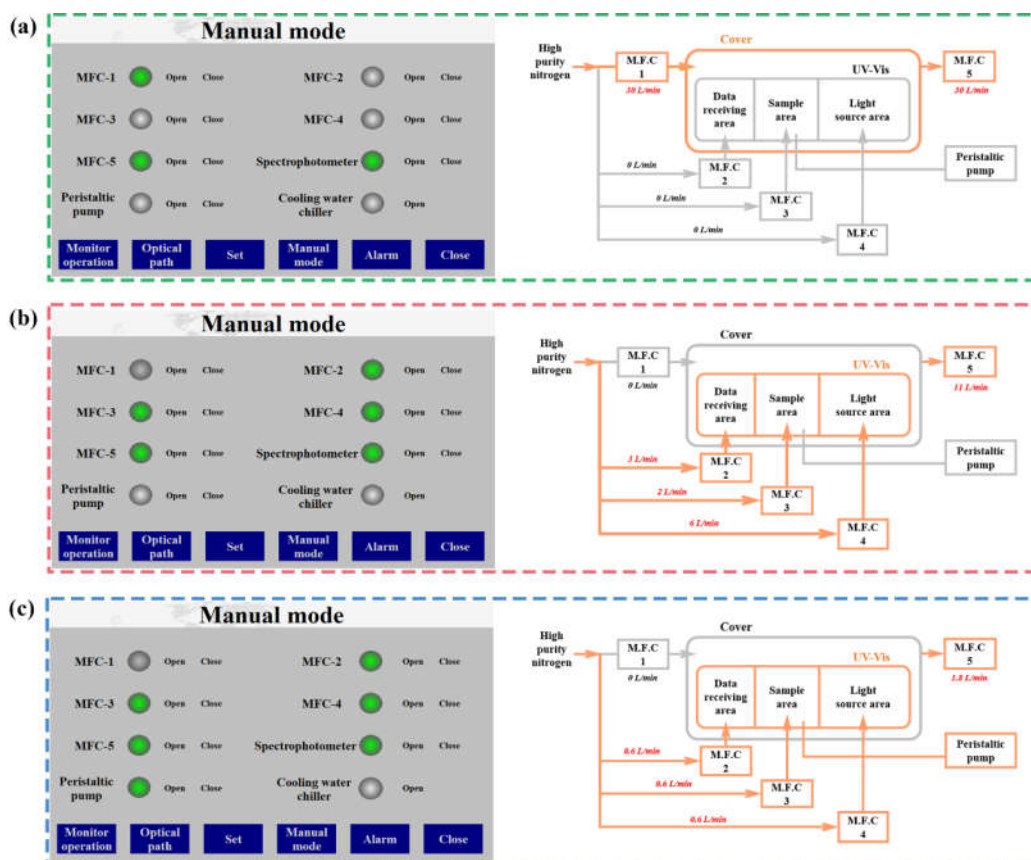 (a)
Manual mode
MFC-1 Open Close MFC-2 Open Close
MFC-3 Open Close MFC-4 Open Close
MFC-5 Open Close Spectrophotometer Open Close
Peristaltic
pump Open Close Cooling water
chiller Open
Monitor
operation
Optical
path
Set
Manual
mode
Alarm
Close
High
purity
nitrogen
M.F.C
1
30 L/min
Cover
UV-Vis
Data
receiving
area
Sample
area
Light
source area
M.F.C
5
30 L/min
Peristaltic
pump
0 L/min
M.F.C
2
0 L/min
M.F.C
3
0 L/min
M.F.C
4
(b)
Manual mode
MFC-1 Open Close MFC-2 Open Close
MFC-3 Open Close MFC-4 Open Close
MFC-5 Open Close Spectrophotometer Open Close
Peristaltic
pump Open Close Cooling water
chiller Open
Monitor
operation
Optical
path
Set
Manual
mode
Alarm
Close
High
purity
nitrogen
M.F.C
1
0 L/min
Cover
UV-Vis
Data
receiving
area
Sample
area
Light
source area
M.F.C
5
11 L/min
Peristaltic
pump
3 L/min
M.F.C
2
2 L/min
M.F.C
3
6 L/min
M.F.C
4
(c)
Manual mode
MFC-1 Open Close MFC-2 Open Close
MFC-3 Open Close MFC-4 Open Close
MFC-5 Open Close Spectrophotometer Open Close
Peristaltic
pump Open Close Cooling water
chiller Open
Monitor
operation
Optical
path
Set
Manual
mode
Alarm
Close
High
purity
nitrogen
M.F.C
1
0 L/min
Cover
UV-Vis
Data
receiving
area
Sample
area
Light
source area
M.F.C
5
1.8 L/min
Peristaltic
pump
0.6 L/min
M.F.C
2
0.6 L/min
M.F.C
3
0.6 L/min
M.F.C
4